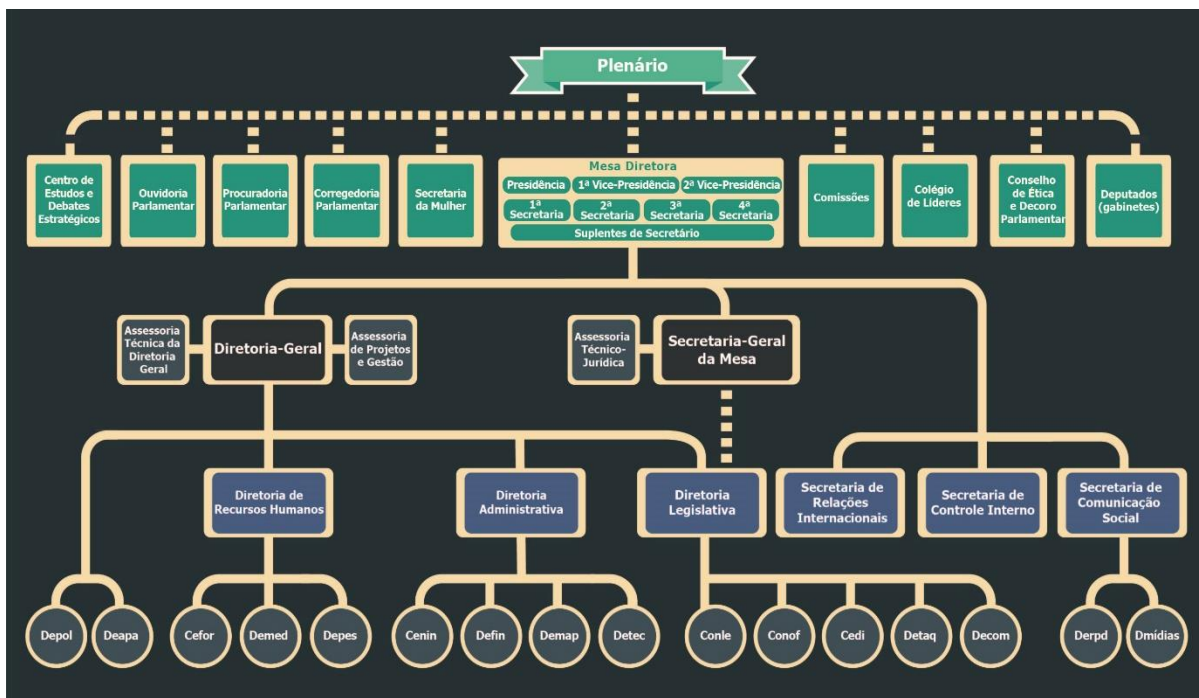 Plenário
Centro de
Estudos e
Debates
Estratégicos
Ouvidoria
Parlamentar
Procuradoria
Parlamentar
Corregedoria
Parlamentar
Secretaria
da Mulher
Mesa Diretora
Presidência
1ª Vice-Presidência
2ª Vice-Presidência
1ª
Secretaria
2ª
Secretaria
3ª
Secretaria
4ª
Secretaria
Suplentes de Secretário
Comissões
Colégio
de Líderes
Conselho
de Ética
e Decoro
Parlamentar
Deputados
(gabinetes)
Assessoria
Técnica da
Diretoria
Geral
Diretoria-Geral
Assessoria
de Projetos
e Gestão
Assessoria
Técnico-
Jurídica
Secretaria-Geral
da Mesa
Diretoria de
Recursos Humanos
Diretoria
Administrativa
Diretoria
Legislativa
Secretaria de
Relações
Internacionais
Secretaria de
Controle Interno
Secretaria de
Comunicação
Social
Depol
Deapa
Cefor
Demed
Depes
Cenin
Defin
Demap
Detec
Conle
Conof
Cedi
Detaq
Decom
Derpd
Dmídias